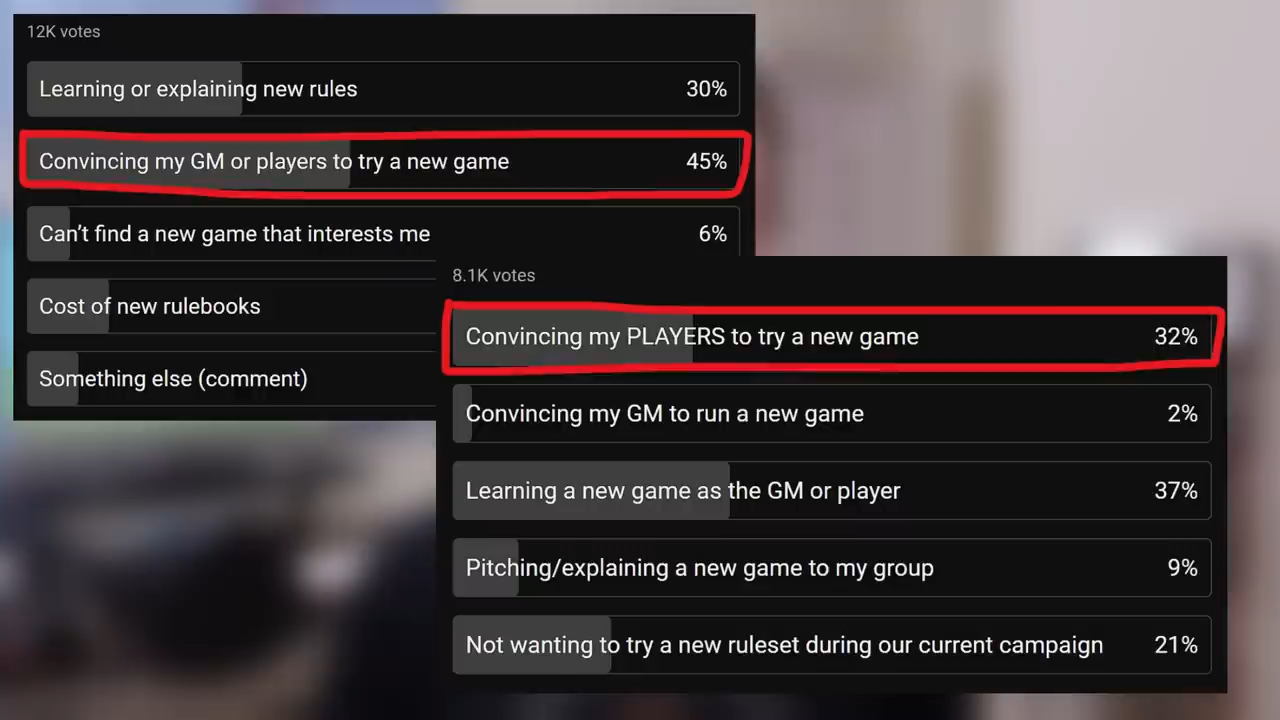 12K votes
Learning or explaining new rules 30%
Convincing my GM or players to try a new game 45%
Can’t find a new game that interests me 6%
Cost of new rulebooks
Something else (comment)
8.1K votes
Convincing my PLAYERS to try a new game 32%
Convincing my GM to run a new game 2%
Learning a new game as the GM or player 37%
Pitching/explaining a new game to my group 9%
Not wanting to try a new ruleset during our current campaign 21%